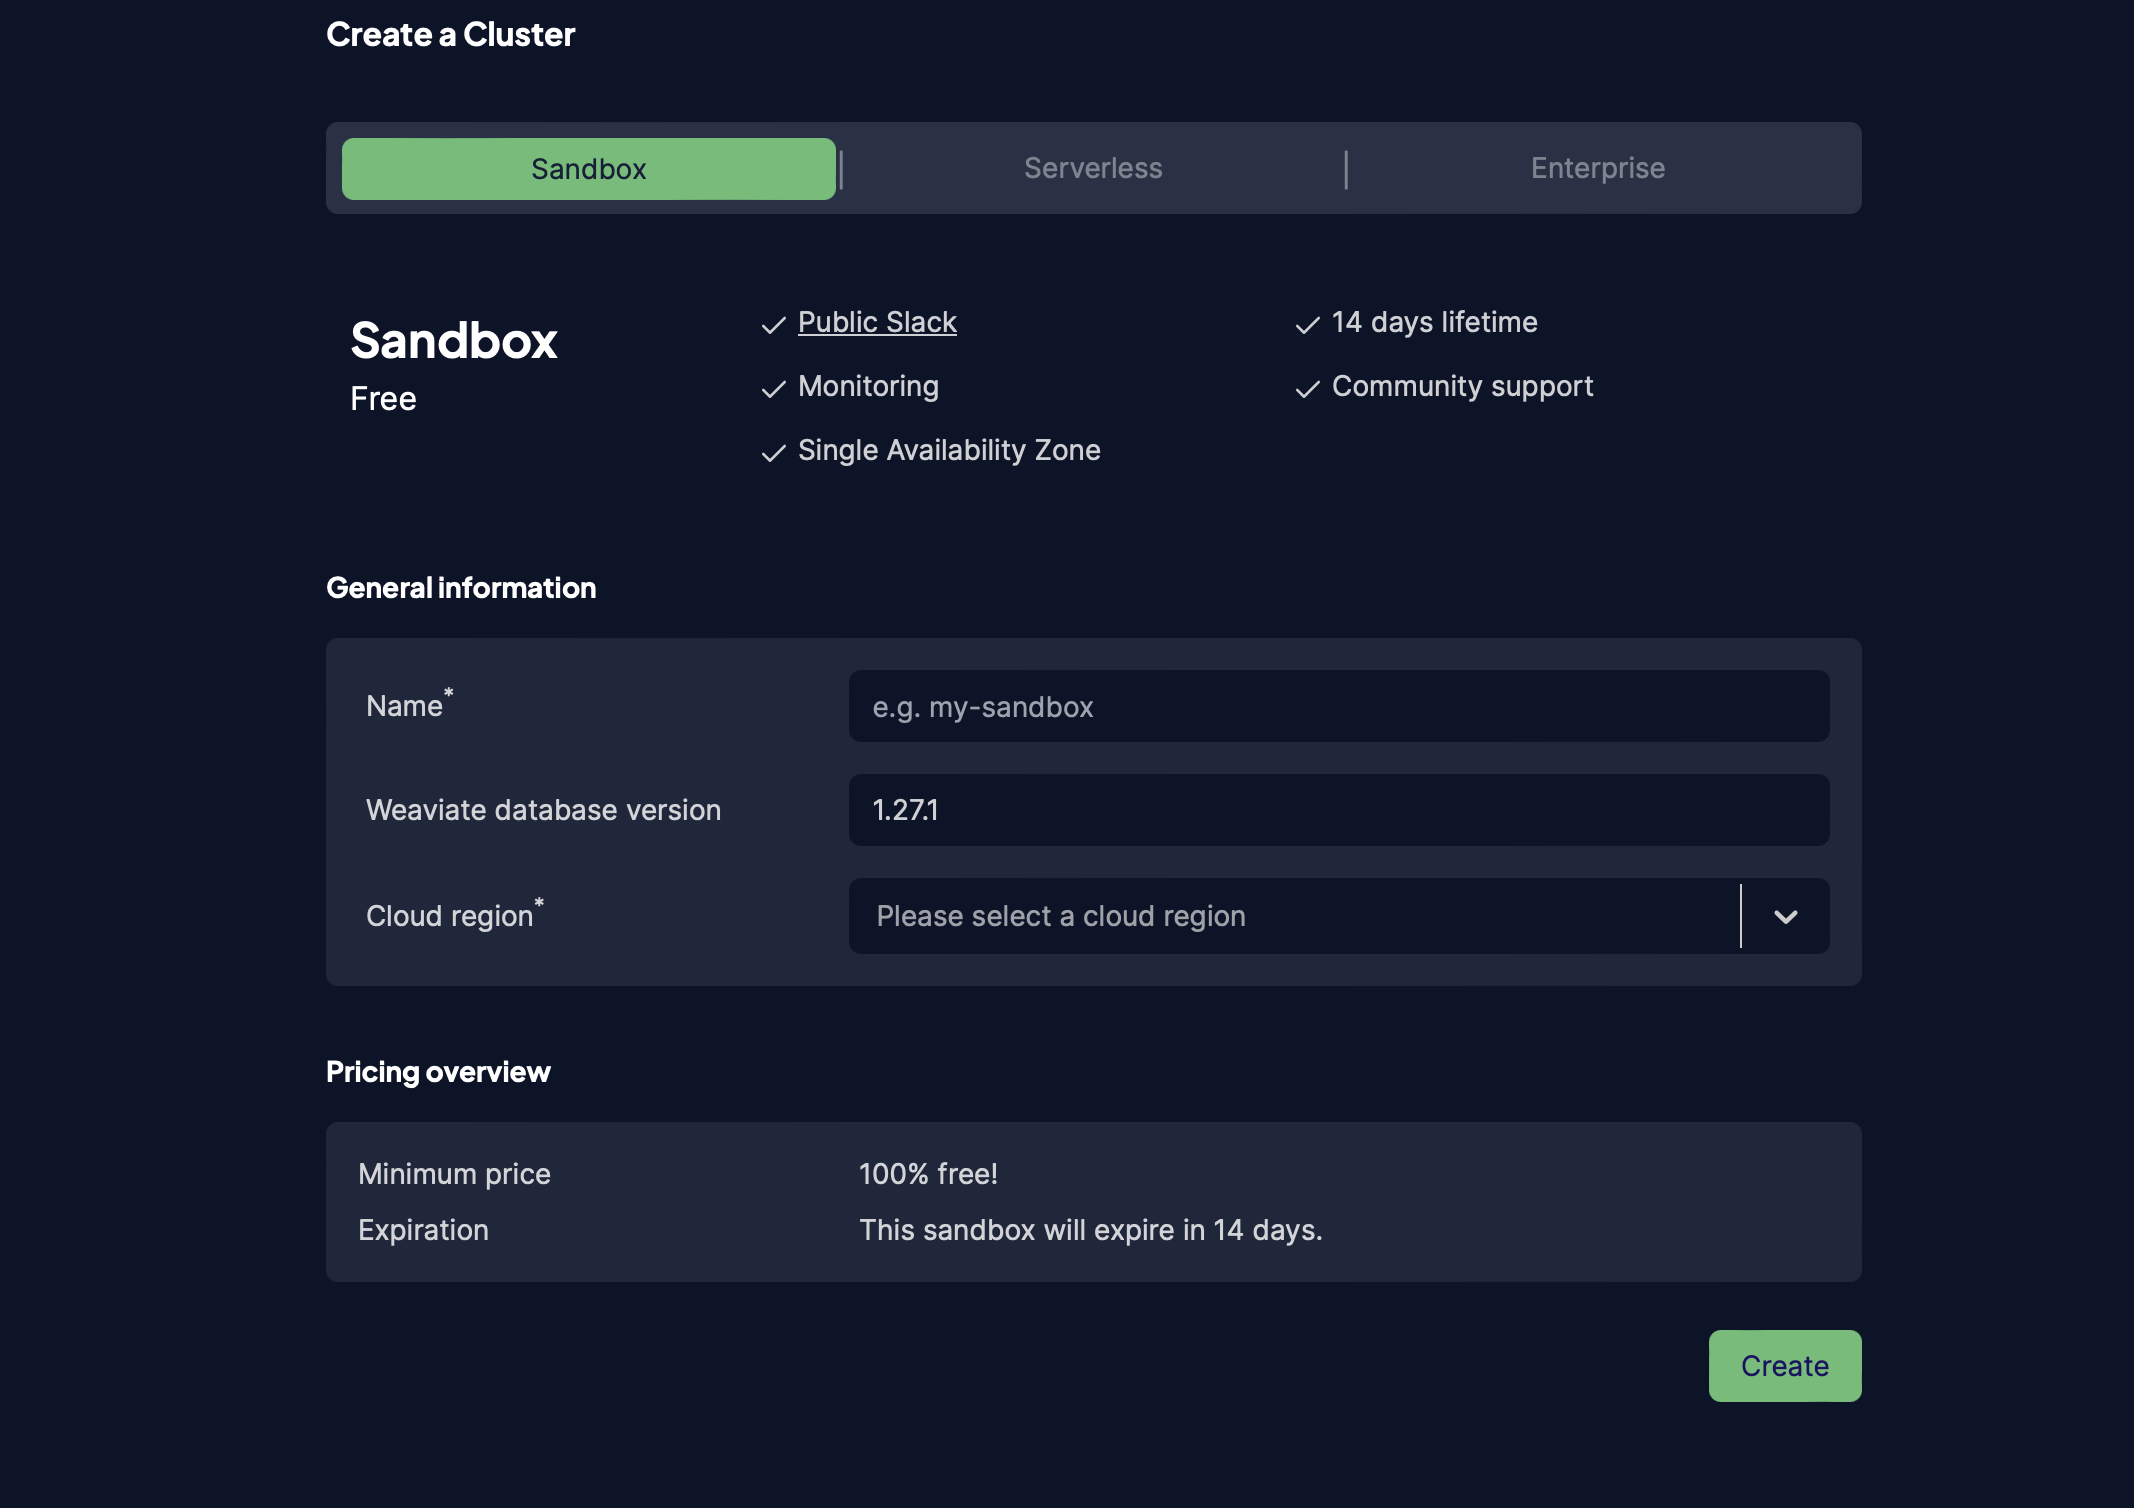 Create a Cluster
Sandbox | Serverless | Enterprise
Sandbox
Free
Public Slack
Monitoring
Single Availability Zone
14 days lifetime
Community support
General information
Name*
e.g. my-sandbox
Weaviate database version
1.27.1
Cloud region*
Please select a cloud region
Pricing overview
Minimum price
100% free!
Expiration
This sandbox will expire in 14 days.
Create